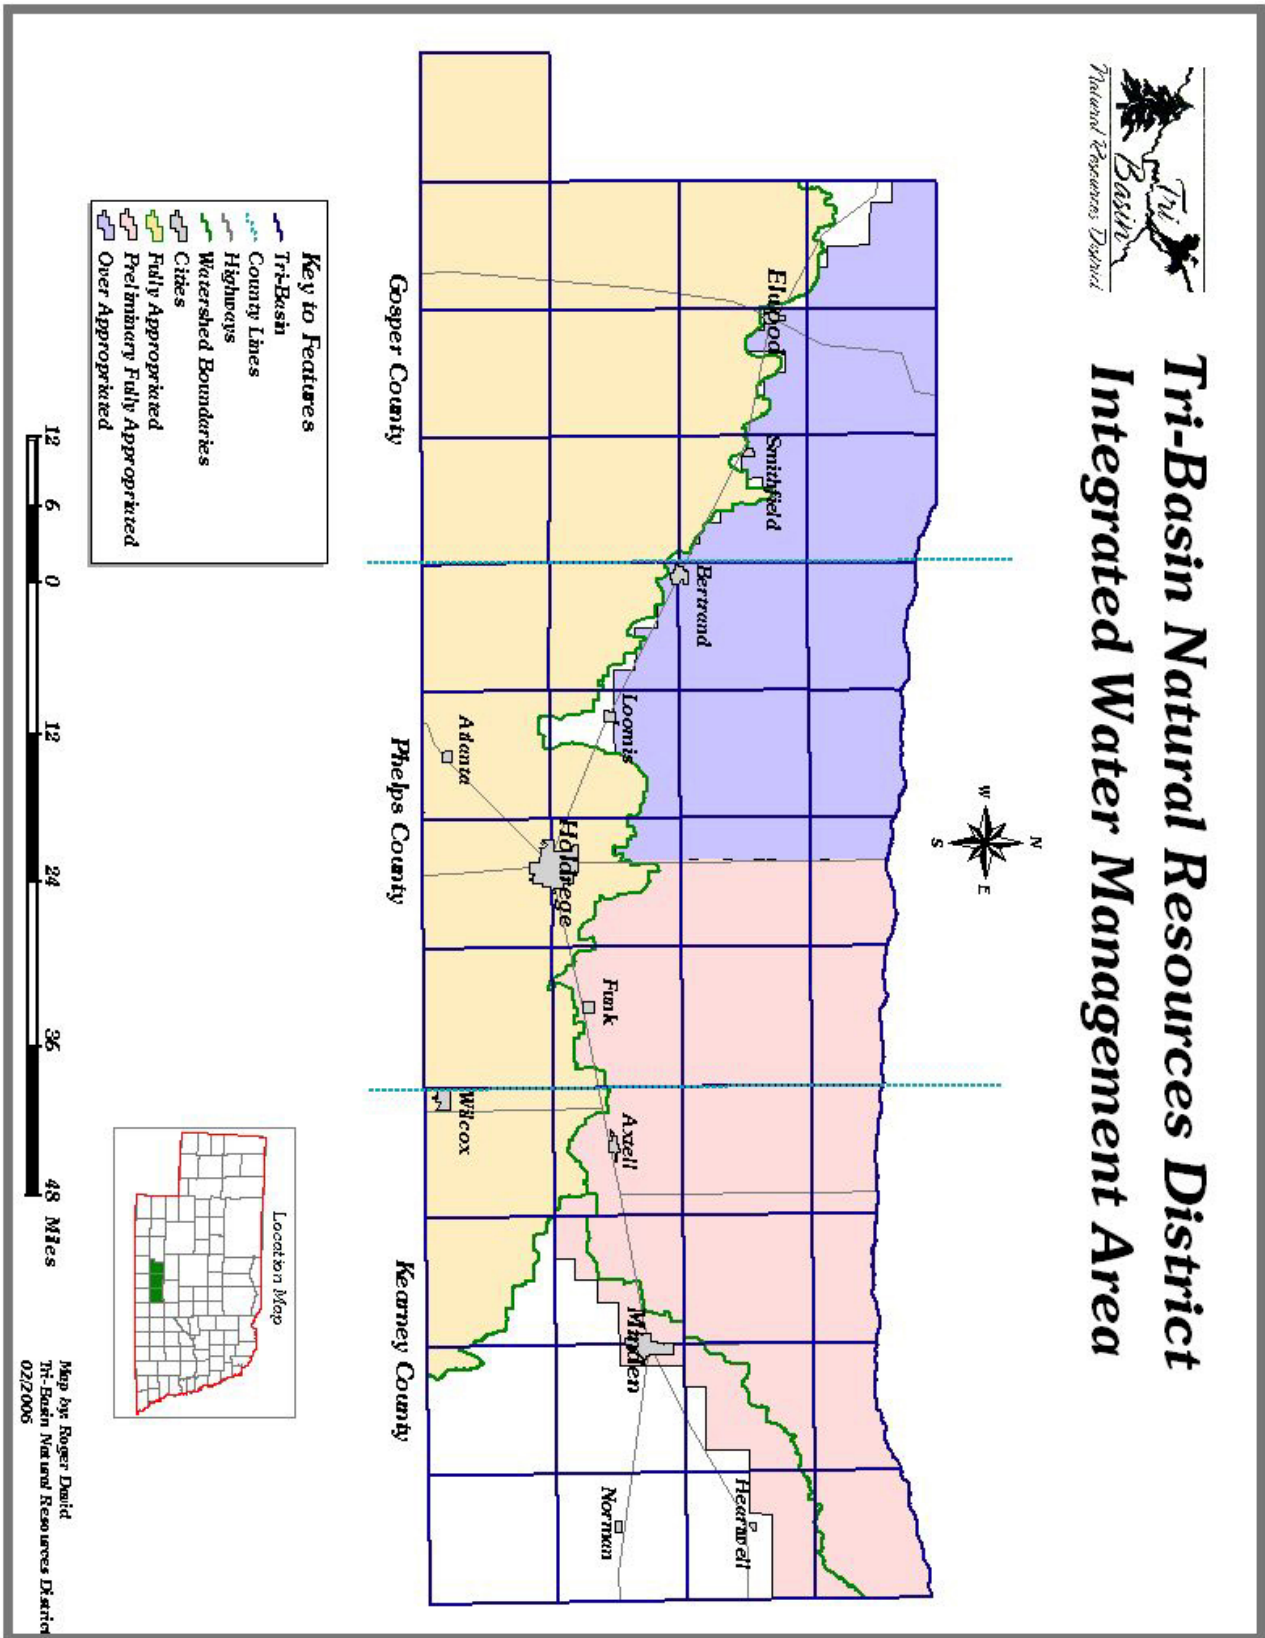 Tri-Basin Natural Resources District
Integrated Water Management Area
Tri
Basin
Natural Resources District
N
W
E
S
Elwood
Smithfield
Bertrand
Loomis
Atlanta
Holdrege
Funk
Axtell
Wilcox
Minden
Heartwell
Norman
Gosper County
Phelps County
Kearney County
Key to Features
Tri-Basin
County Lines
Highways
Watershed Boundaries
Cities
Fully Appropriated
Preliminary Fully Appropriated
Over Appropriated
12 6 0 12 24 36 48 Miles
Location Map
Map by: Roger David
Tri-Basin Natural Resources District
02/2006